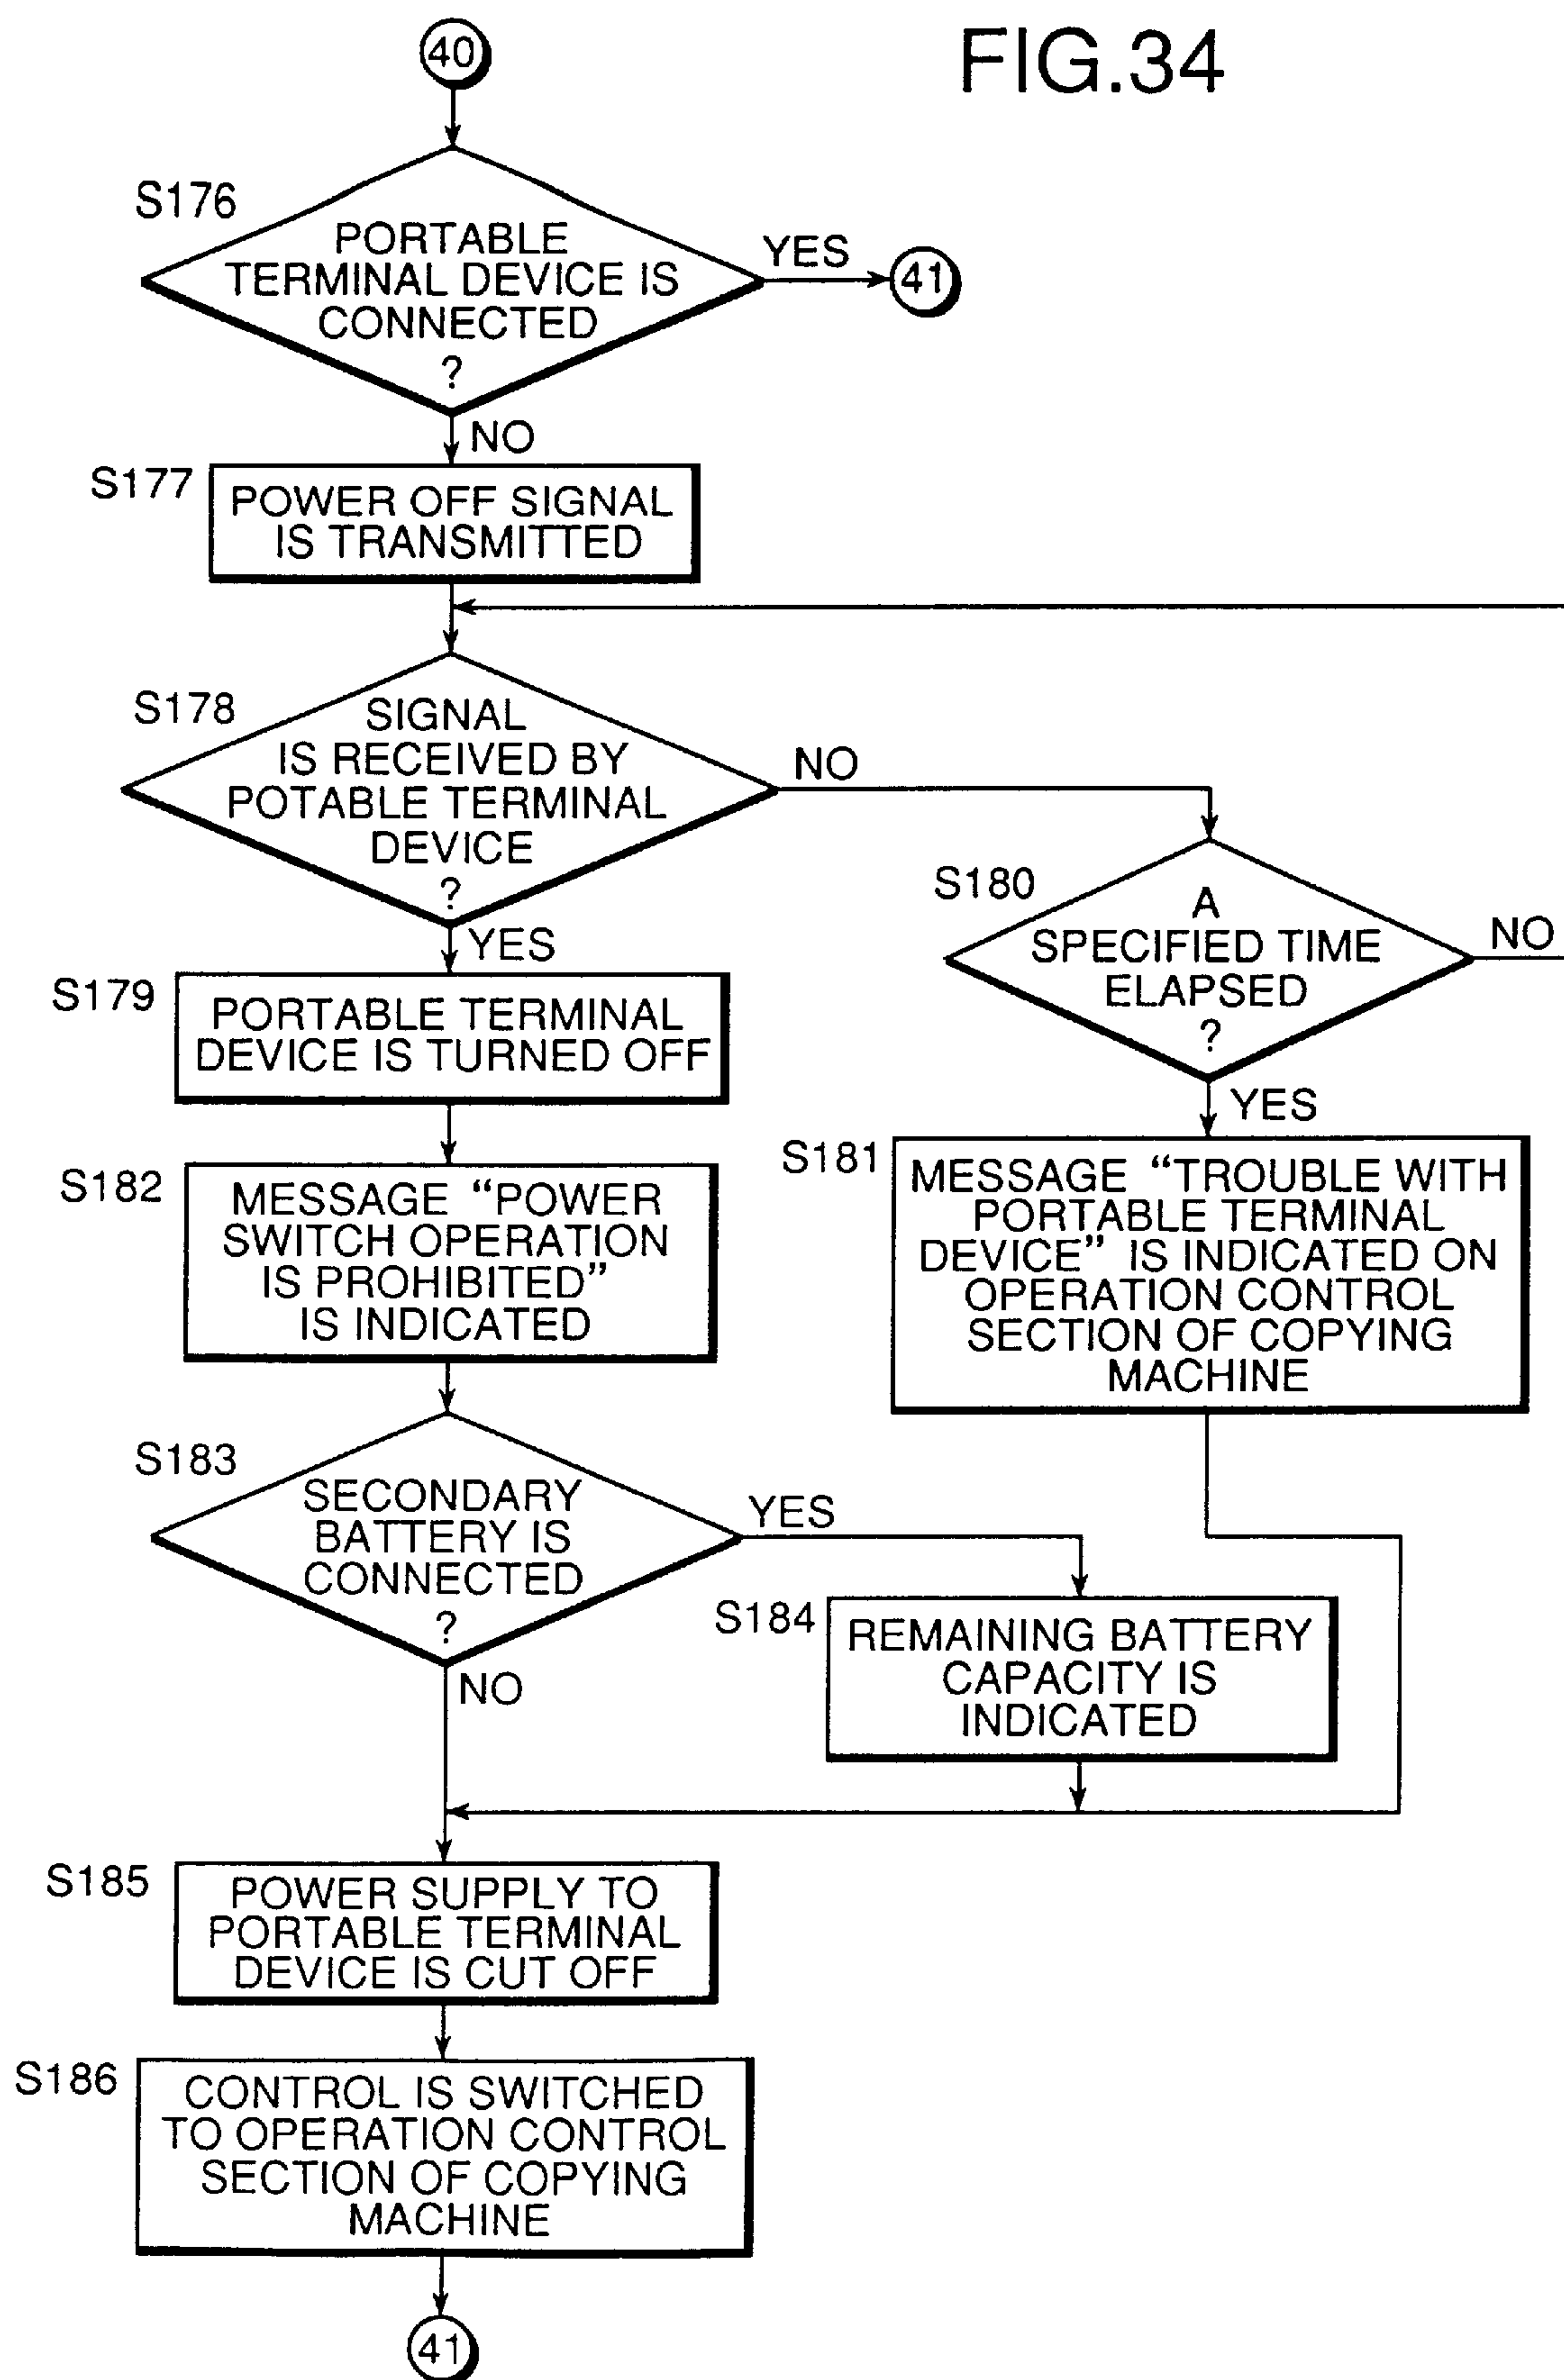 FIG.34
40
S176
PORTABLE
TERMINAL DEVICE IS
CONNECTED
?
YES
41
NO
S177
POWER OFF SIGNAL
IS TRANSMITTED
S178
SIGNAL
IS RECEIVED BY
POTABLE TERMINAL
DEVICE
?
NO
YES
S180
A
SPECIFIED TIME
ELAPSED
?
NO
YES
S179
PORTABLE TERMINAL
DEVICE IS TURNED OFF
S181
MESSAGE “TROUBLE WITH
PORTABLE TERMINAL
DEVICE” IS INDICATED ON
OPERATION CONTROL
SECTION OF COPYING
MACHINE
S182
MESSAGE “POWER
SWITCH OPERATION
IS PROHIBITED”
IS INDICATED
S183
SECONDARY
BATTERY IS
CONNECTED
?
YES
NO
S184
REMAINING BATTERY
CAPACITY IS
INDICATED
S185
POWER SUPPLY TO
PORTABLE TERMINAL
DEVICE IS CUT OFF
S186
CONTROL IS SWITCHED
TO OPERATION CONTROL
SECTION OF COPYING
MACHINE
41